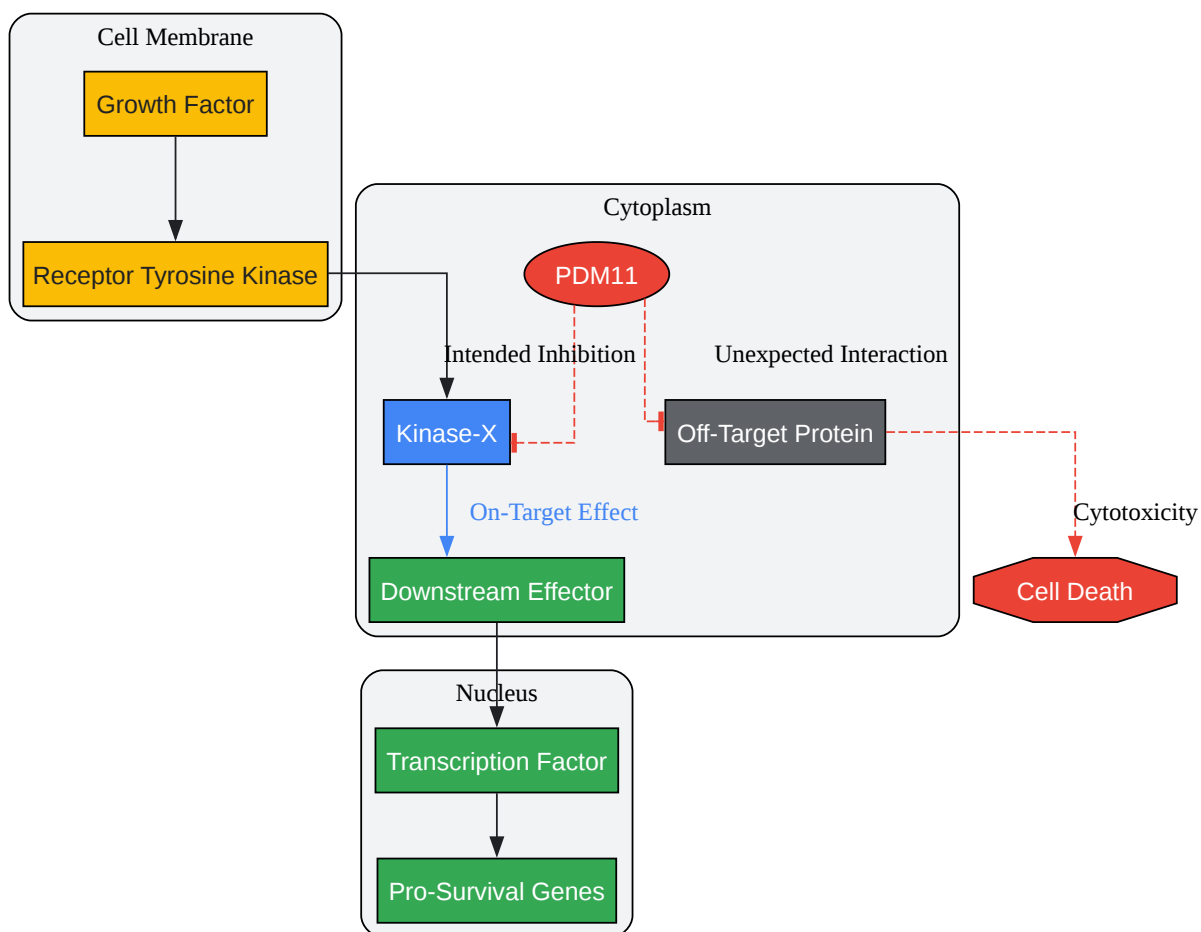 Cell Membrane
Growth Factor
Receptor Tyrosine Kinase
Cytoplasm
PDM11
Intended Inhibition
Unexpected Interaction
Kinase-X
Off-Target Protein
On-Target Effect
Cytotoxicity
Downstream Effector
Cell Death
Nucleus
Transcription Factor
Pro-Survival Genes